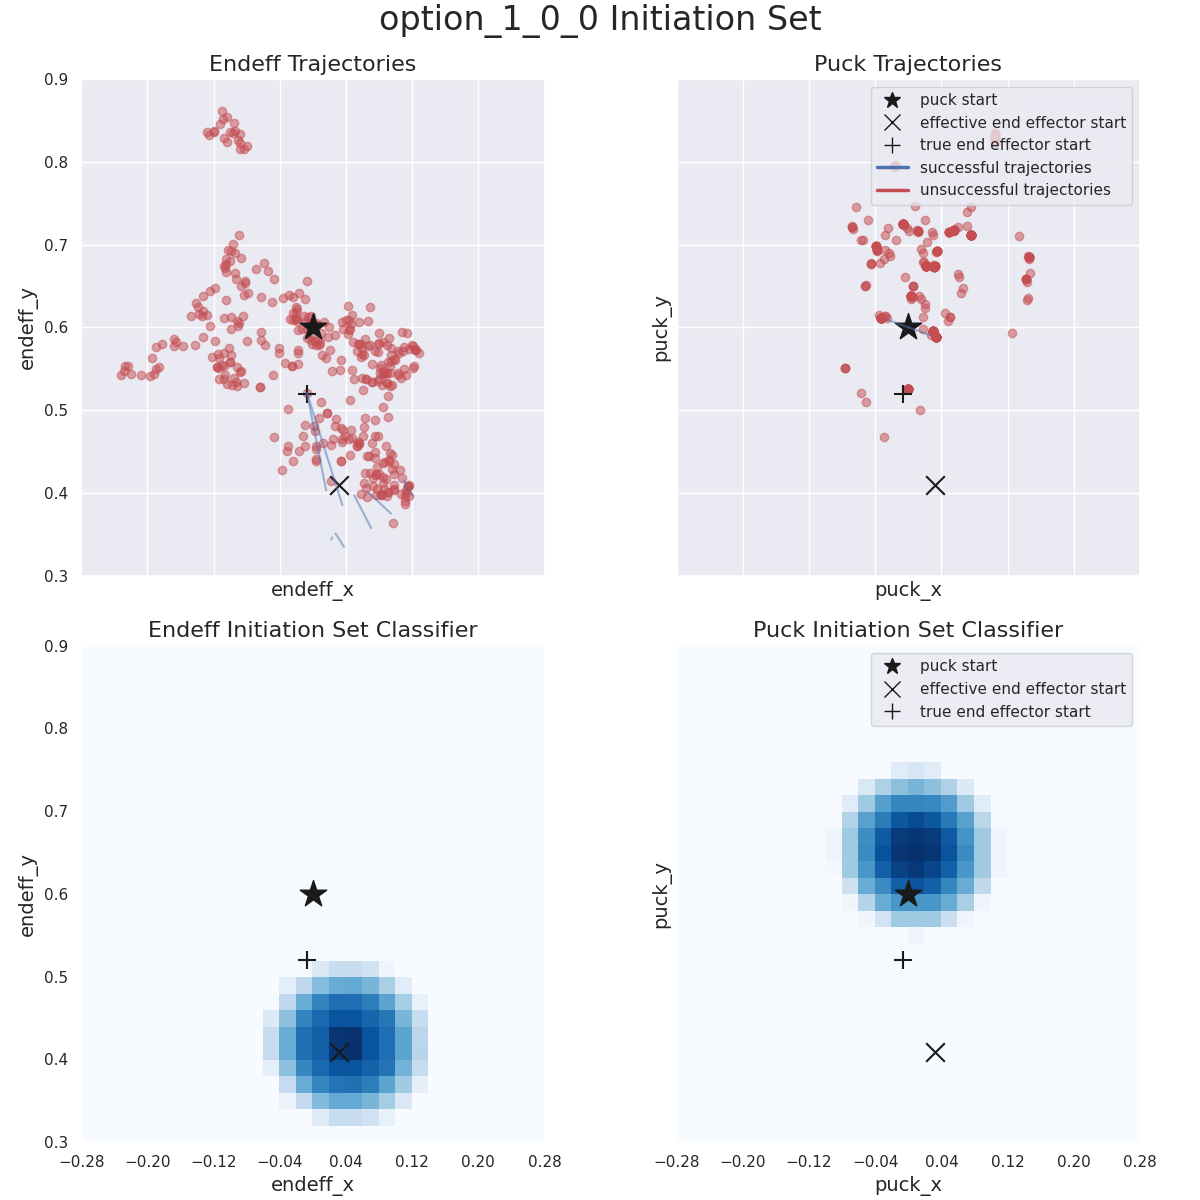 option_1_0_0 Initiation Set
Endeff Trajectories
0.9
0.8
0.7
0.6
0.5
0.4
0.3
endeff_y
endeff_x
Puck Trajectories
puck start
effective end effector start
true end effector start
successful trajectories
unsuccessful trajectories
puck_y
puck_x
Endeff Initiation Set Classifier
0.9
0.8
0.7
0.6
0.5
0.4
0.3
endeff_y
−0.28 −0.20 −0.12 −0.04 0.04 0.12 0.20 0.28
endeff_x
Puck Initiation Set Classifier
puck start
effective end effector start
true end effector start
puck_y
−0.28 −0.20 −0.12 −0.04 0.04 0.12 0.20 0.28
puck_x